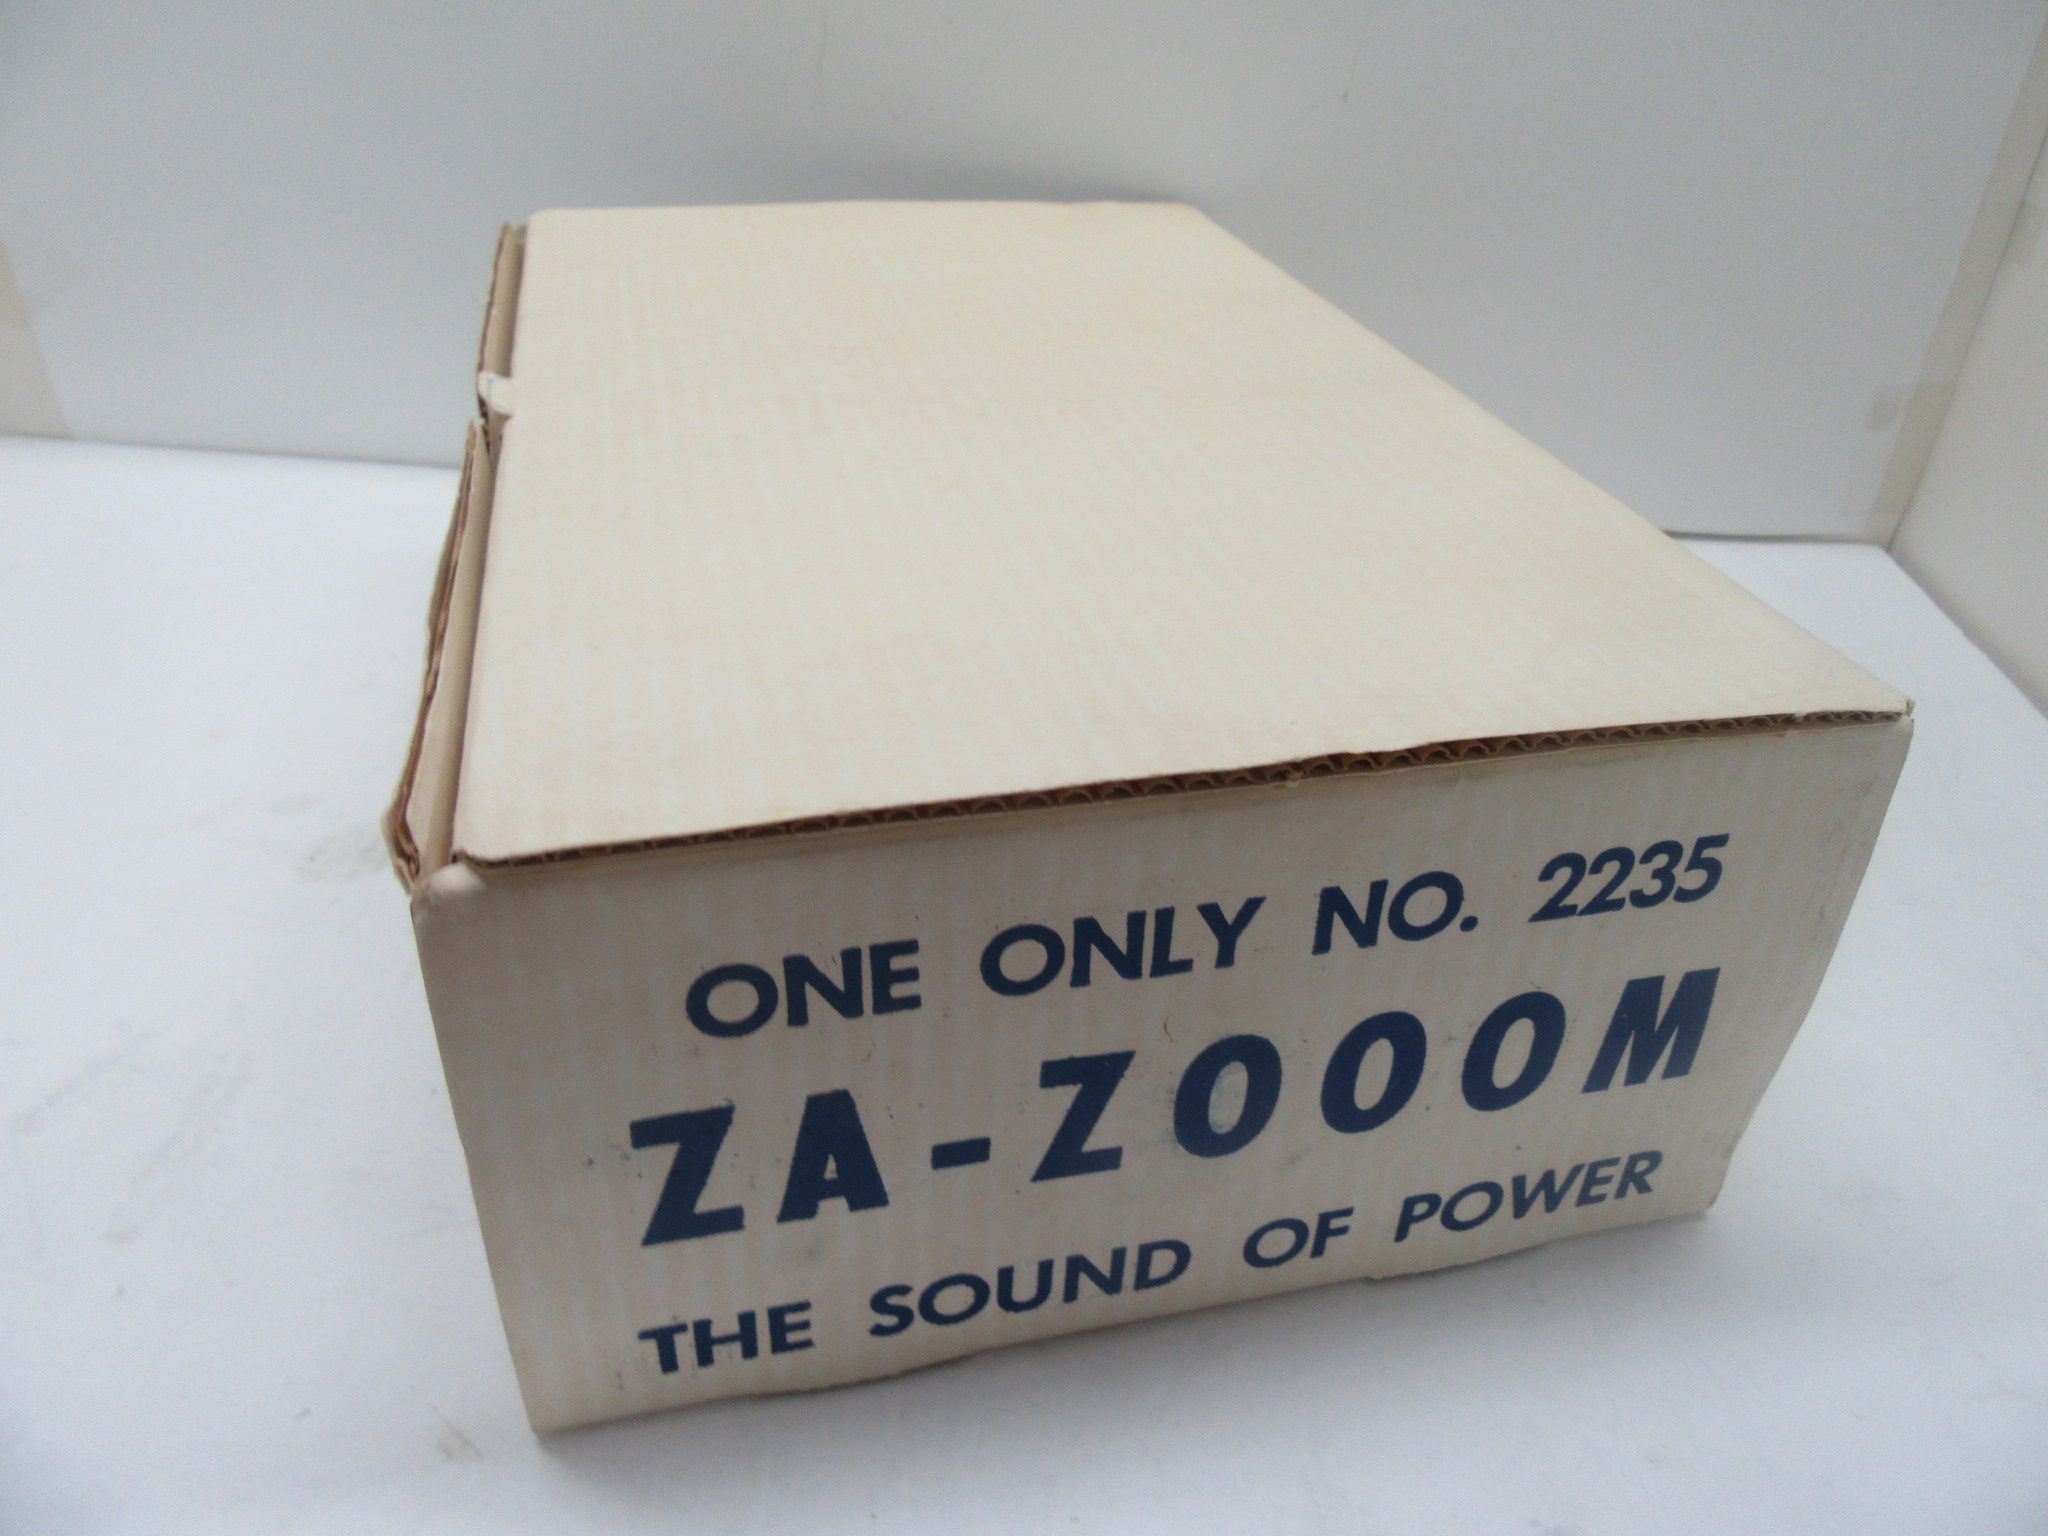 ONE ONLY NO. 2235
ZA-ZOOOM
THE SOUND OF POWER